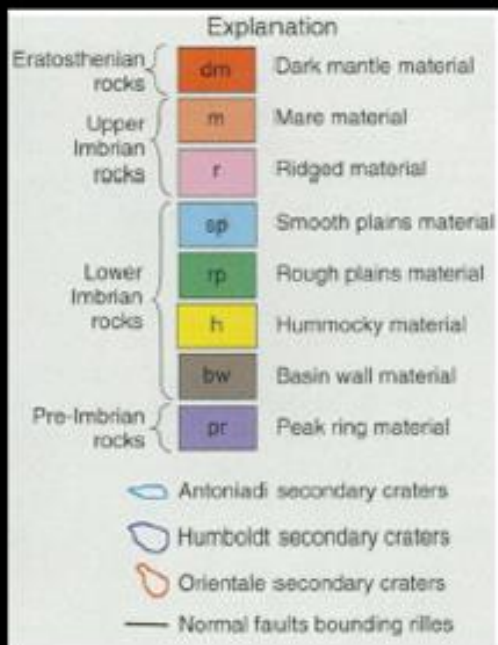 Explanation
Eratosthenian rocks
dm Dark mantle material
Upper Imbrian rocks
m Mare material
r Ridged material
Lower Imbrian rocks
sp Smooth plains material
rp Rough plains material
h Hummocky material
bw Basin wall material
Pre-Imbrian rocks
pr Peak ring material
Antoniadi secondary craters
Humboldt secondary craters
Orientale secondary craters
Normal faults bounding rilles